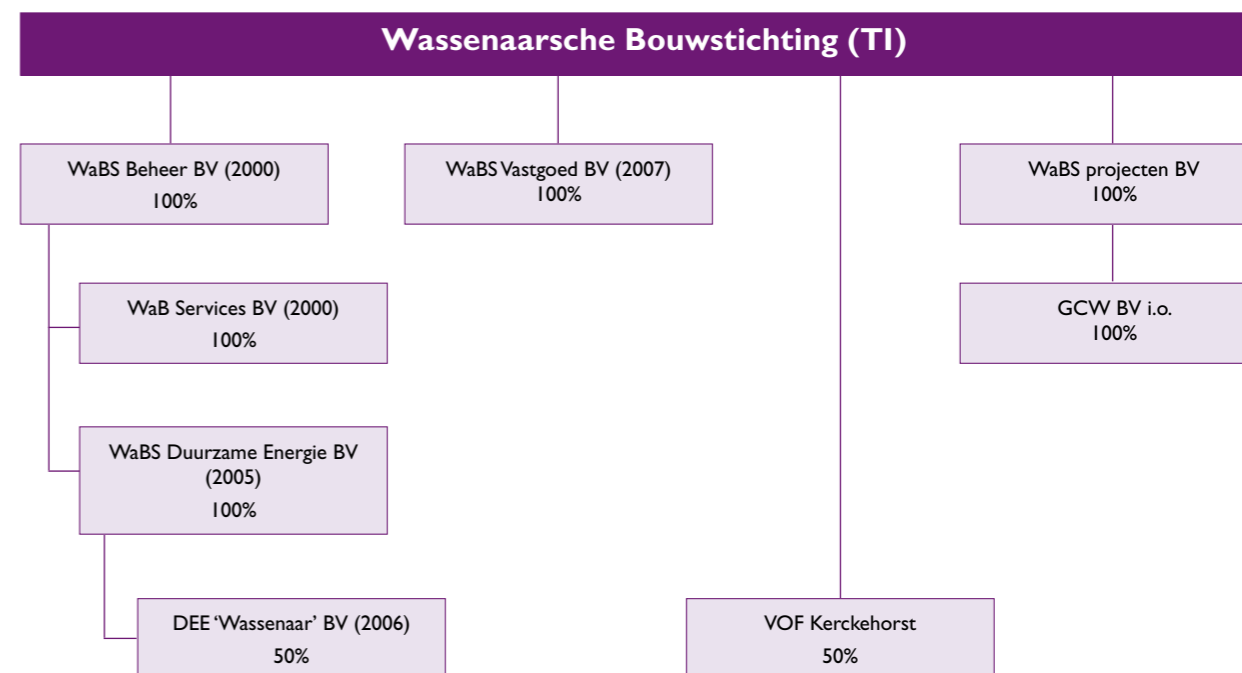 Wassenaarsche Bouwstichting (TI)
WaBS Beheer BV (2000)
100%
WaBS Vastgoed BV (2007)
100%
WaBS projecten BV
100%
WaB Services BV (2000)
100%
GCW BV i.o.
100%
WaBS Duurzame Energie BV
(2005)
100%
DEE ‘Wassenaar’ BV (2006)
50%
VOF Kerckehorst
50%